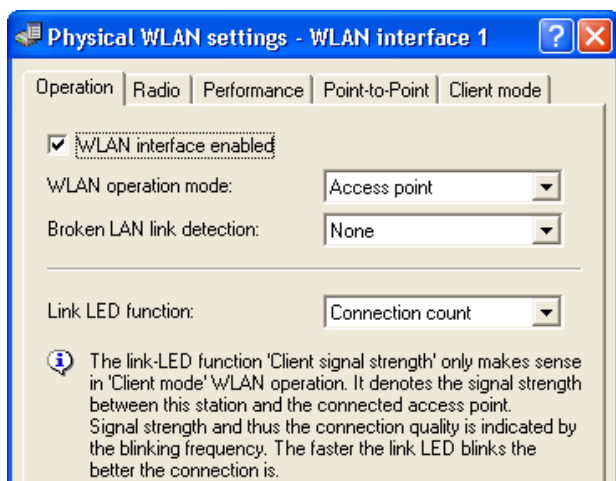 Physical WLAN settings - WLAN interface 1
Operation Radio Performance Point-to-Point Client mode
WLAN interface enabled
WLAN operation mode: Access point
Broken LAN link detection: None
Link LED function: Connection count
The link-LED function 'Client signal strength' only makes sense
in 'Client mode' WLAN operation. It denotes the signal strength
between this station and the connected access point.
Signal strength and thus the connection quality is indicated by
the blinking frequency. The faster the link LED blinks the
better the connection is.